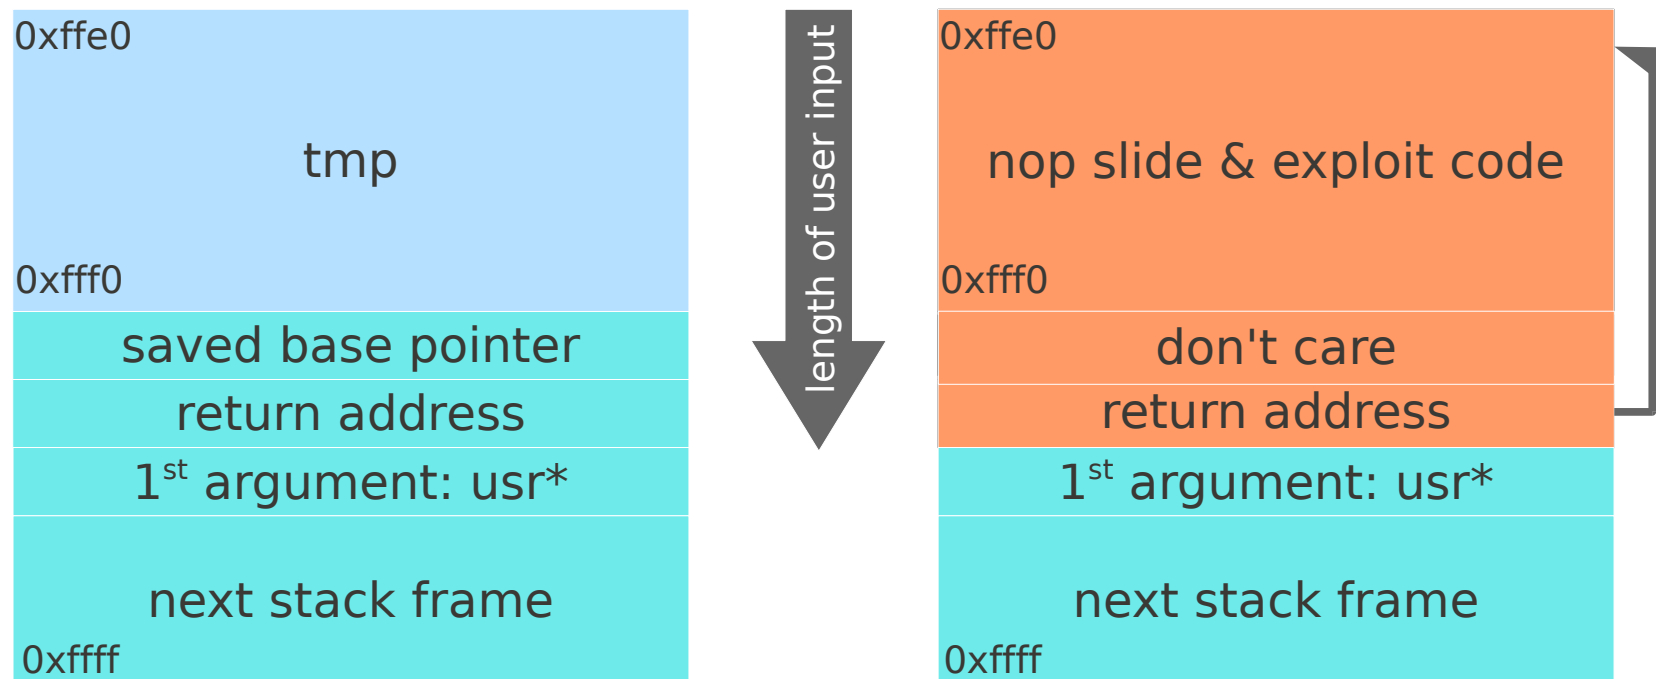 0xffe0
tmp
0xfff0
saved base pointer
return address
1st argument: usr*
next stack frame
0xffff
length of user input
0xffe0
nop slide & exploit code
0xfff0
don't care
return address
1st argument: usr*
next stack frame
0xffff